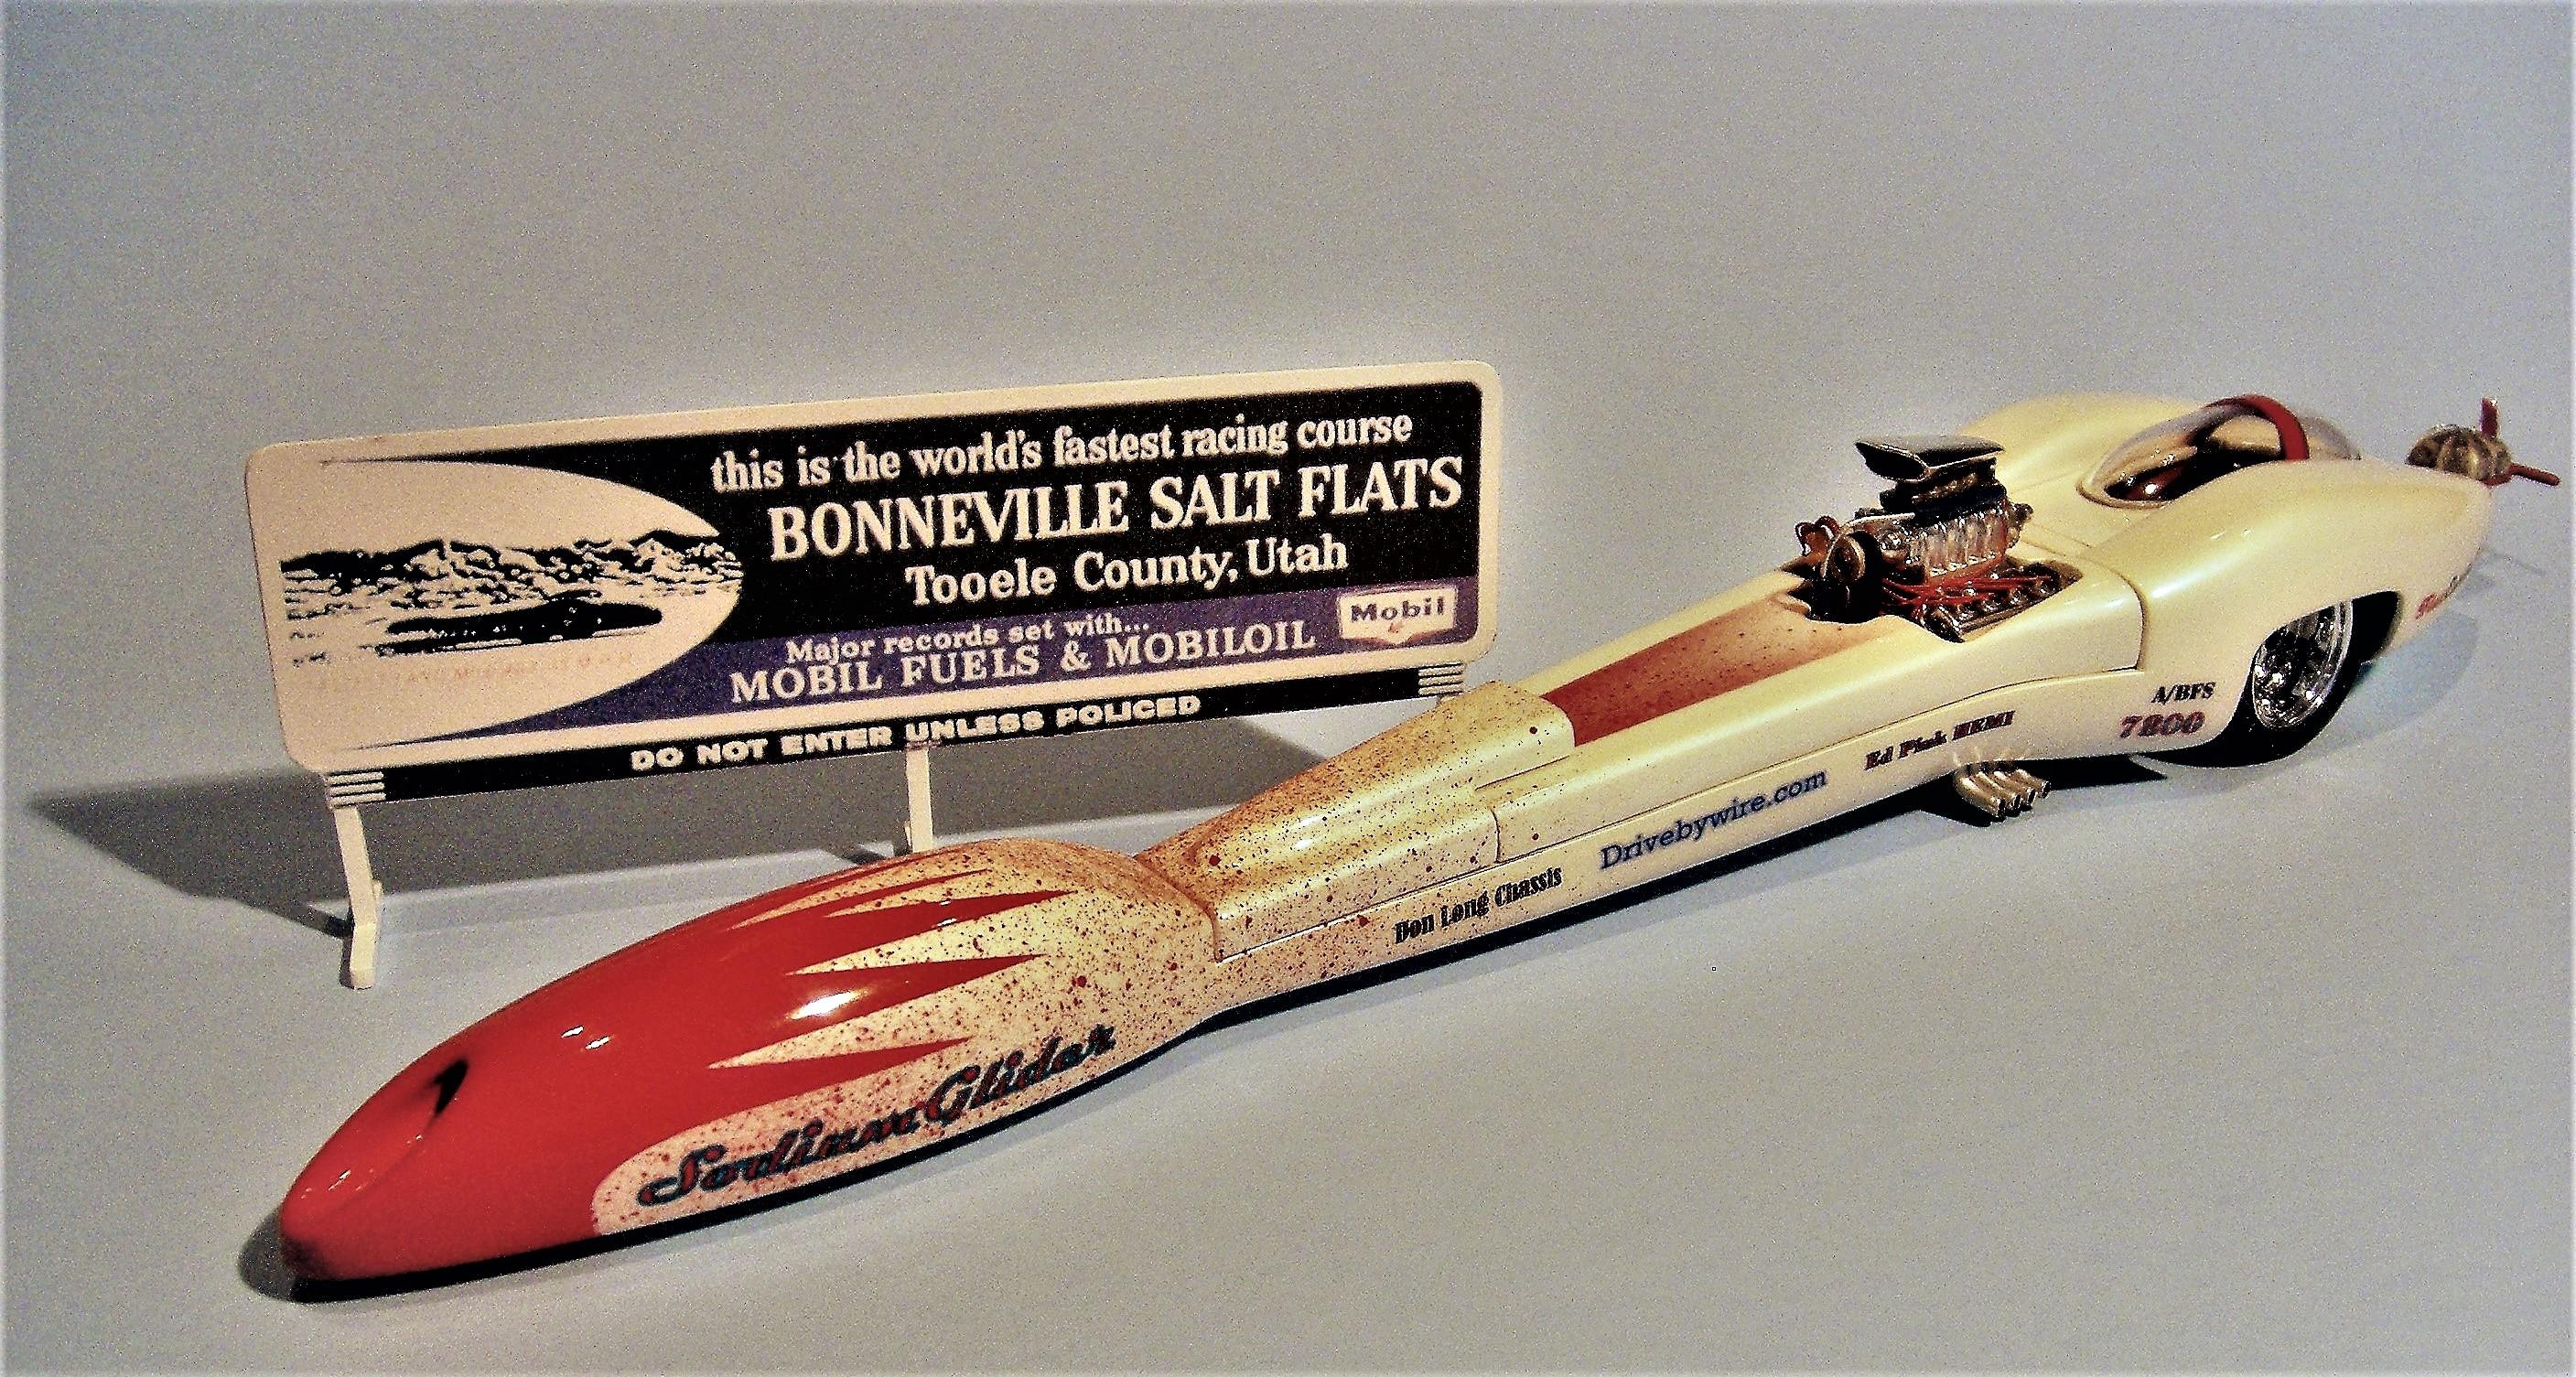 this is the world's fastest racing course
BONNEVILLE SALT FLATS
Tooele County, Utah
Major records set with...
MOBIL FUELS & MOBILOIL
Mobil
DO NOT ENTER UNLESS POLICED
A/BFS
7800
Ed Pink HEMI
Drivebywire.com
Don Long Chassis
Glider